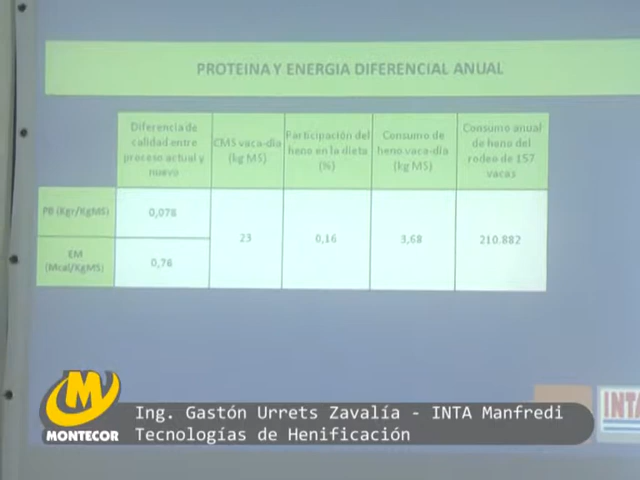 PROTEINA Y ENERGIA DIFERENCIAL ANUAL
Diferencia de
calidad entre
proceso actual y
nuevo
CMS vaca-día
(kg MS)
Participación del
heno en la dieta
(%)
Consumo de
heno vaca-día
(kg MS)
Consumo anual
de heno del
rodeo de 157
vacas
PB (Kgr/KgMS)
0,078
23
0,16
3,68
210.882
EM
(Mcal/KgMS)
0,76
INTA
MONTECOR
Ing. Gastón Urrets Zavalía - INTA Manfredi
Tecnologías de Henificación